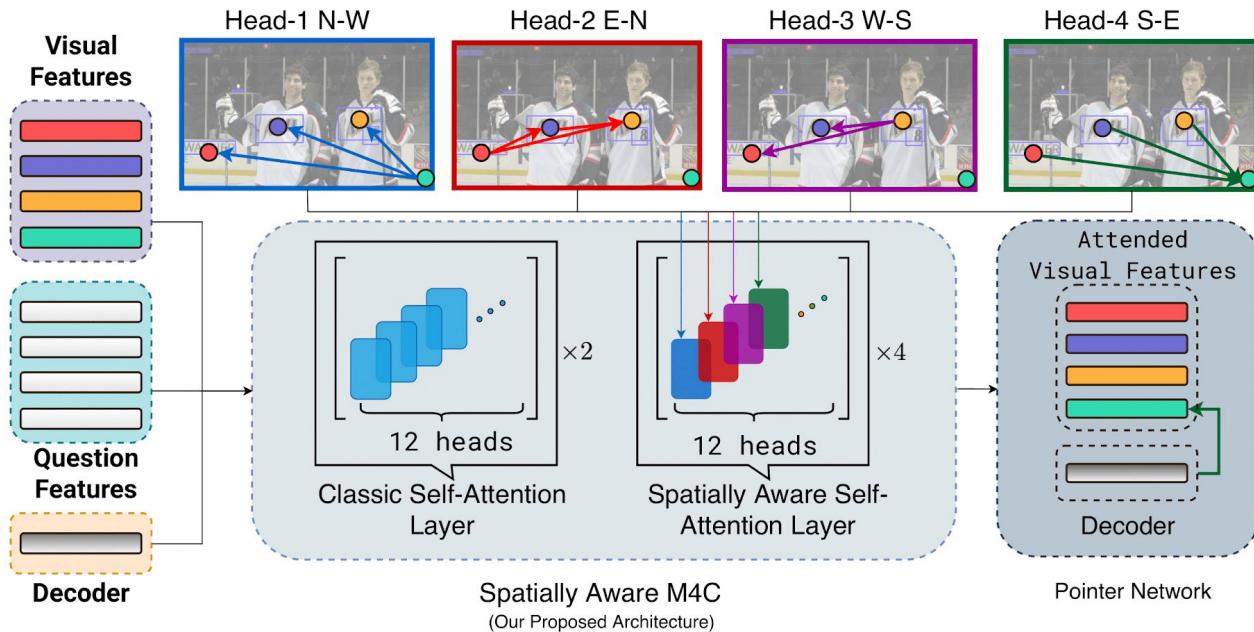 Head-1 N-W
Head-2 E-N
Head-3 W-S
Head-4 S-E
Visual
Features
Question
Features
Decoder
×2
12 heads
Classic Self-Attention
Layer
×4
12 heads
Spatially Aware Self-
Attention Layer
Spatially Aware M4C
(Our Proposed Architecture)
Attended
Visual Features
Decoder
Pointer Network